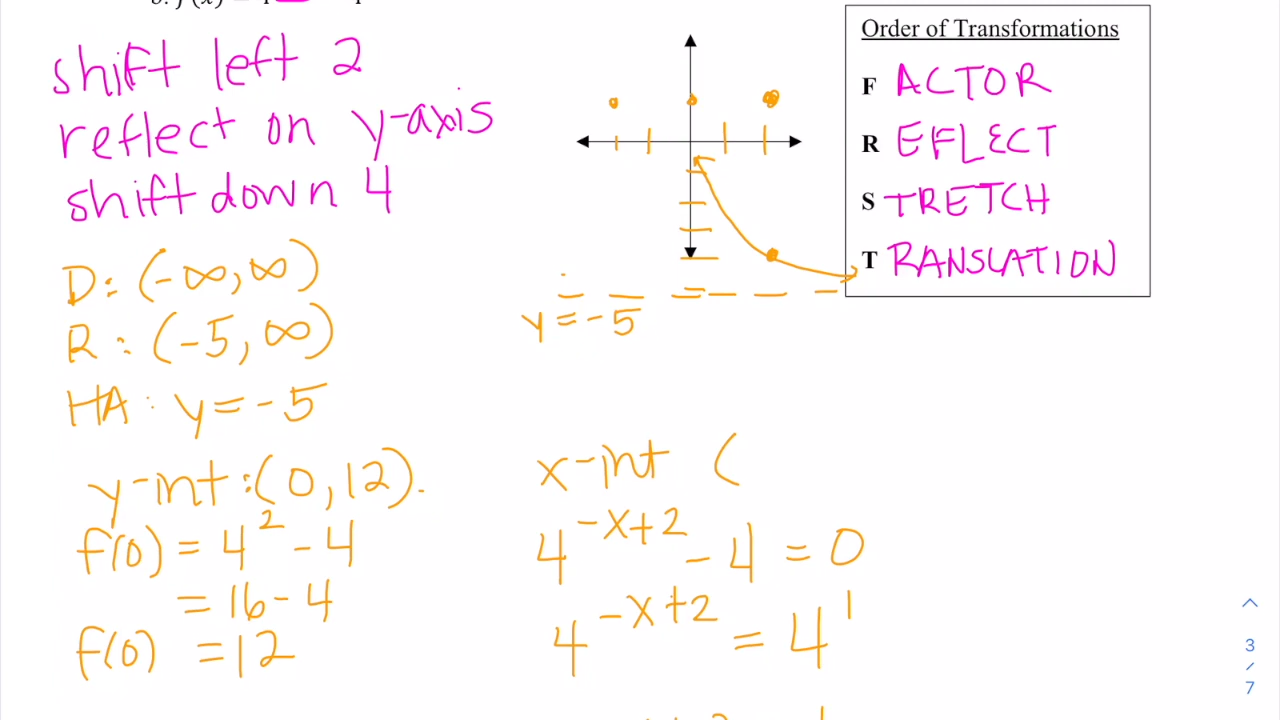 shift left 2
reflect on y-axis
shift down 4
D: (-∞,∞)
R: (-5,∞)
HA: y=-5
y-int:(0,12).
f(0) = 4² - 4
= 16-4
f(0) =12
y=-5
x-int (
4^{-x+2} - 4 = 0
4^{-x+2} = 4^{1}
Order of Transformations
F ACTOR
R EFLECT
S TRETCH
T RANSLATION
3
/
7